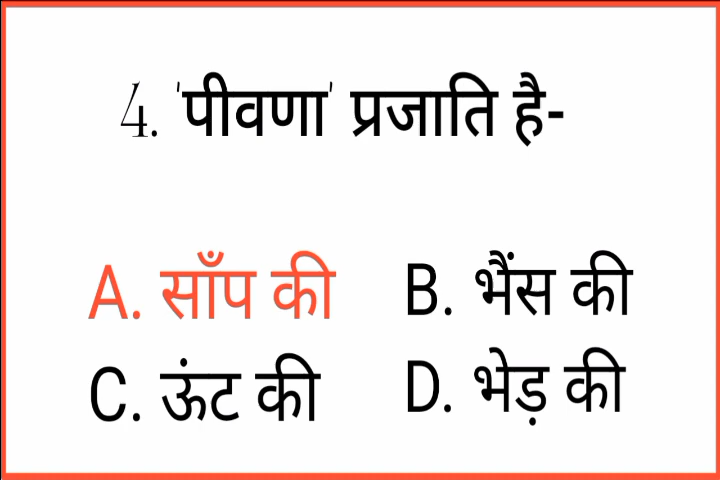 4. 'पीवणा' प्रजाति है-
A. साँप की B. भैंस की
C. ऊंट की D. भेड़ की